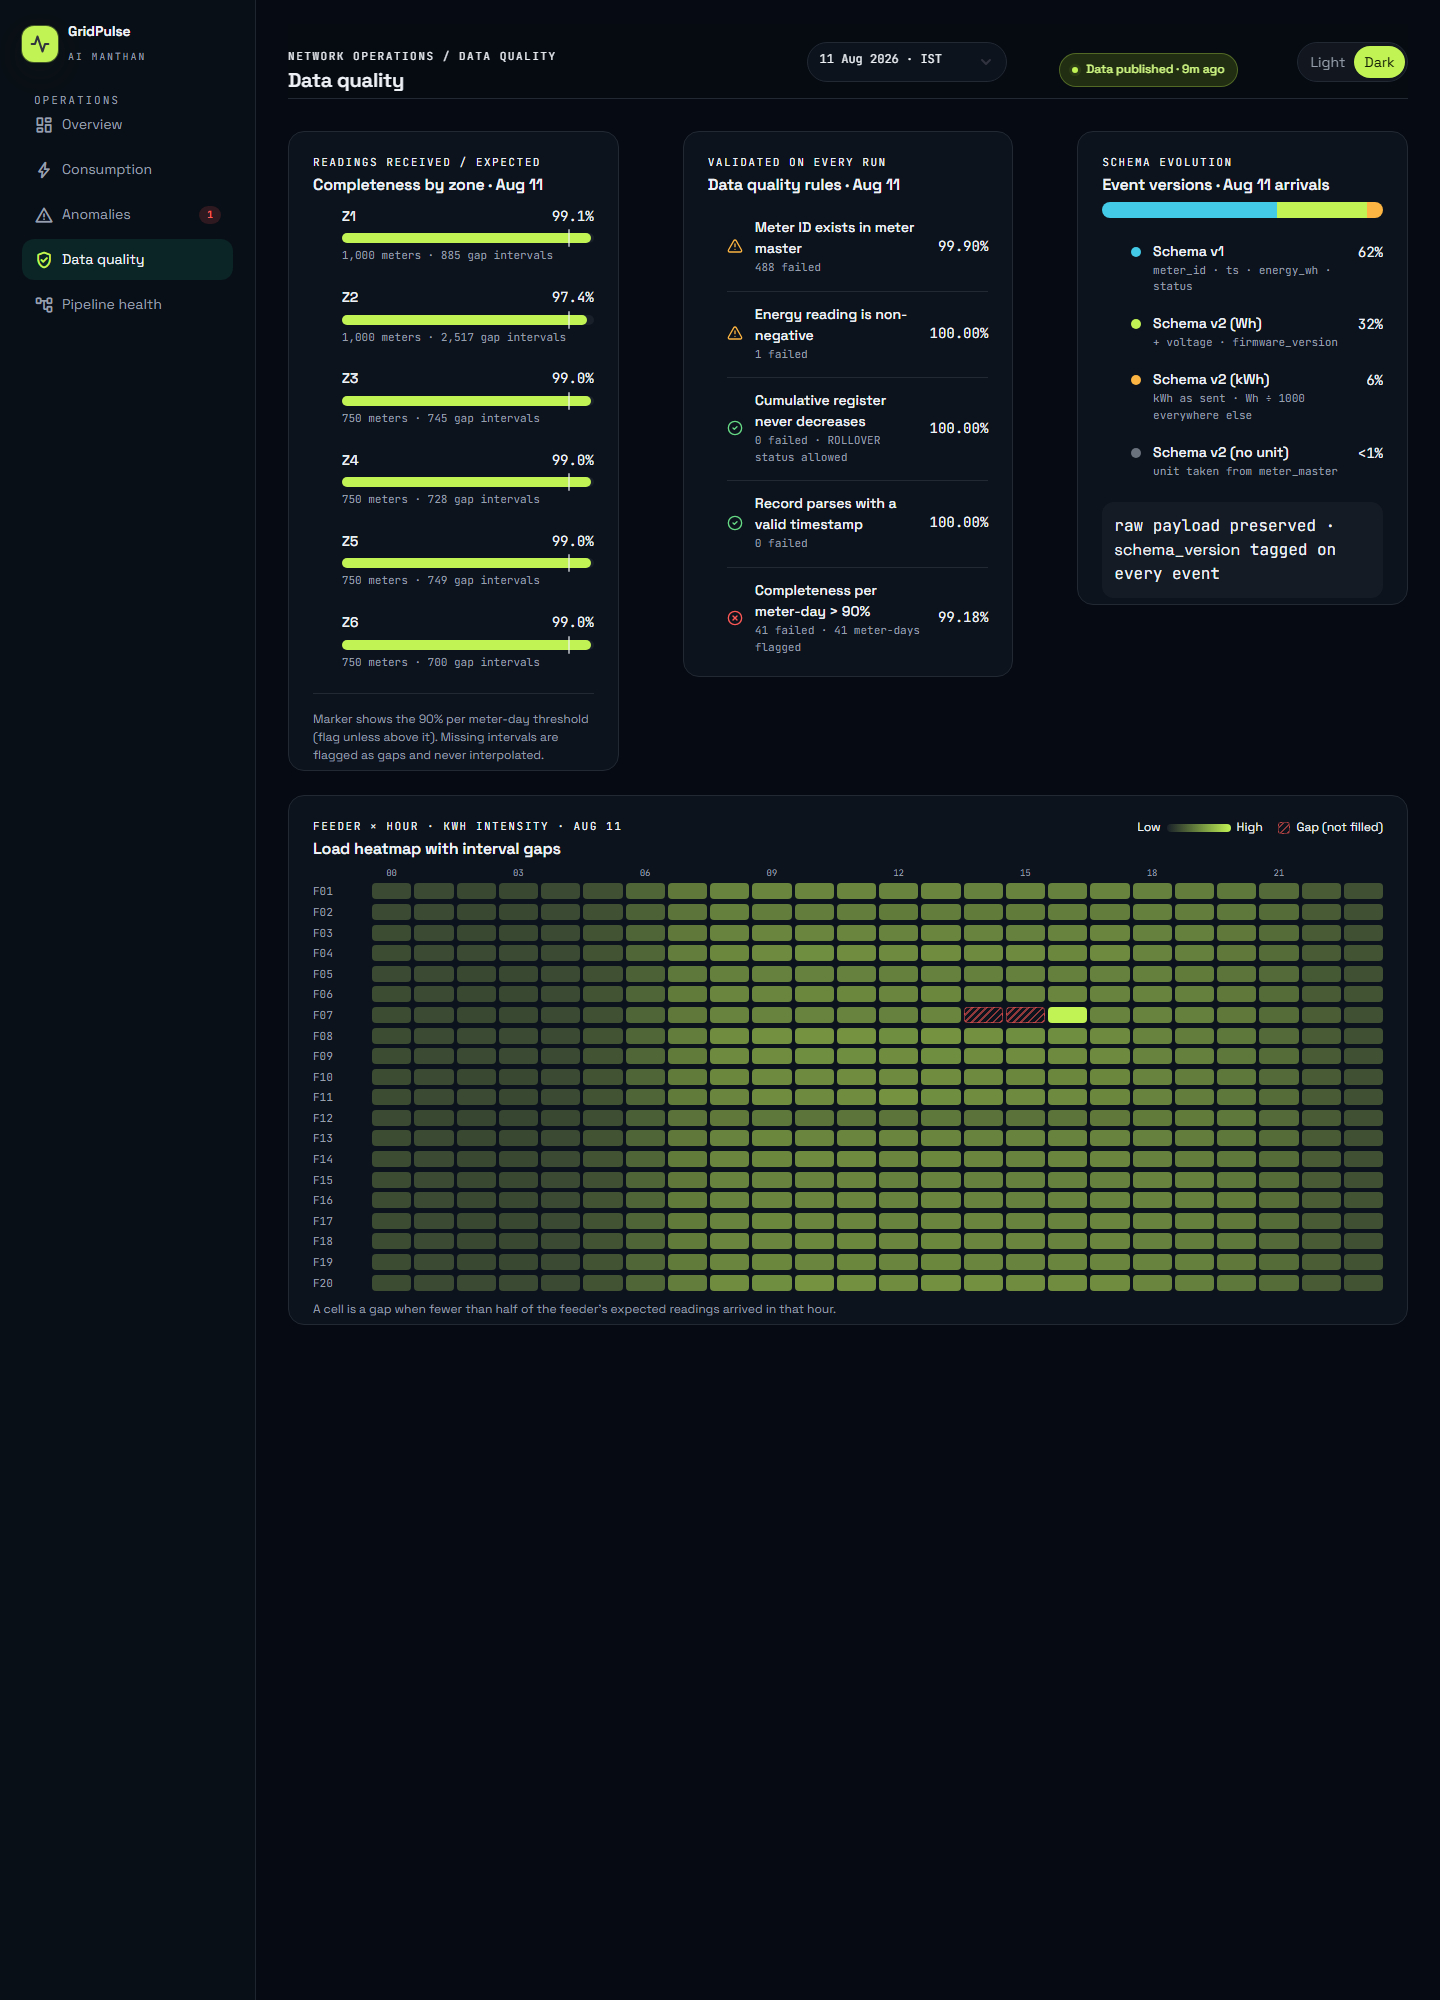 GridPulse
AI MANTHAN
OPERATIONS
Overview
Consumption
Anomalies 1
Data quality
Pipeline health
NETWORK OPERATIONS / DATA QUALITY
Data quality
11 Aug 2026 · IST
Data published · 9m ago
Light Dark
READINGS RECEIVED / EXPECTED
Completeness by zone · Aug 11
Z1 99.1%
1,000 meters · 885 gap intervals
Z2 97.4%
1,000 meters · 2,517 gap intervals
Z3 99.0%
750 meters · 745 gap intervals
Z4 99.0%
750 meters · 728 gap intervals
Z5 99.0%
750 meters · 749 gap intervals
Z6 99.0%
750 meters · 700 gap intervals
Marker shows the 90% per meter-day threshold
(flag unless above it). Missing intervals are
flagged as gaps and never interpolated.
VALIDATED ON EVERY RUN
Data quality rules · Aug 11
Meter ID exists in meter
master
99.90%
488 failed
Energy reading is non-
negative
100.00%
1 failed
Cumulative register
never decreases
100.00%
0 failed · ROLLOVER
status allowed
Record parses with a
valid timestamp
100.00%
0 failed
Completeness per
meter-day > 90%
99.18%
41 failed · 41 meter-days
flagged
SCHEMA EVOLUTION
Event versions · Aug 11 arrivals
Schema v1 62%
meter_id · ts · energy_wh ·
status
Schema v2 (Wh) 32%
+ voltage · firmware_version
Schema v2 (kWh) 6%
kWh as sent · Wh ÷ 1000
everywhere else
Schema v2 (no unit) <1%
unit taken from meter_master
raw payload preserved ·
schema_version tagged on
every event
FEEDER × HOUR · KWH INTENSITY · AUG 11
Load heatmap with interval gaps
Low High Gap (not filled)
00 03 06 09 12 15 18 21
F01
F02
F03
F04
F05
F06
F07
F08
F09
F10
F11
F12
F13
F14
F15
F16
F17
F18
F19
F20
A cell is a gap when fewer than half of the feeder's expected readings arrived in that hour.